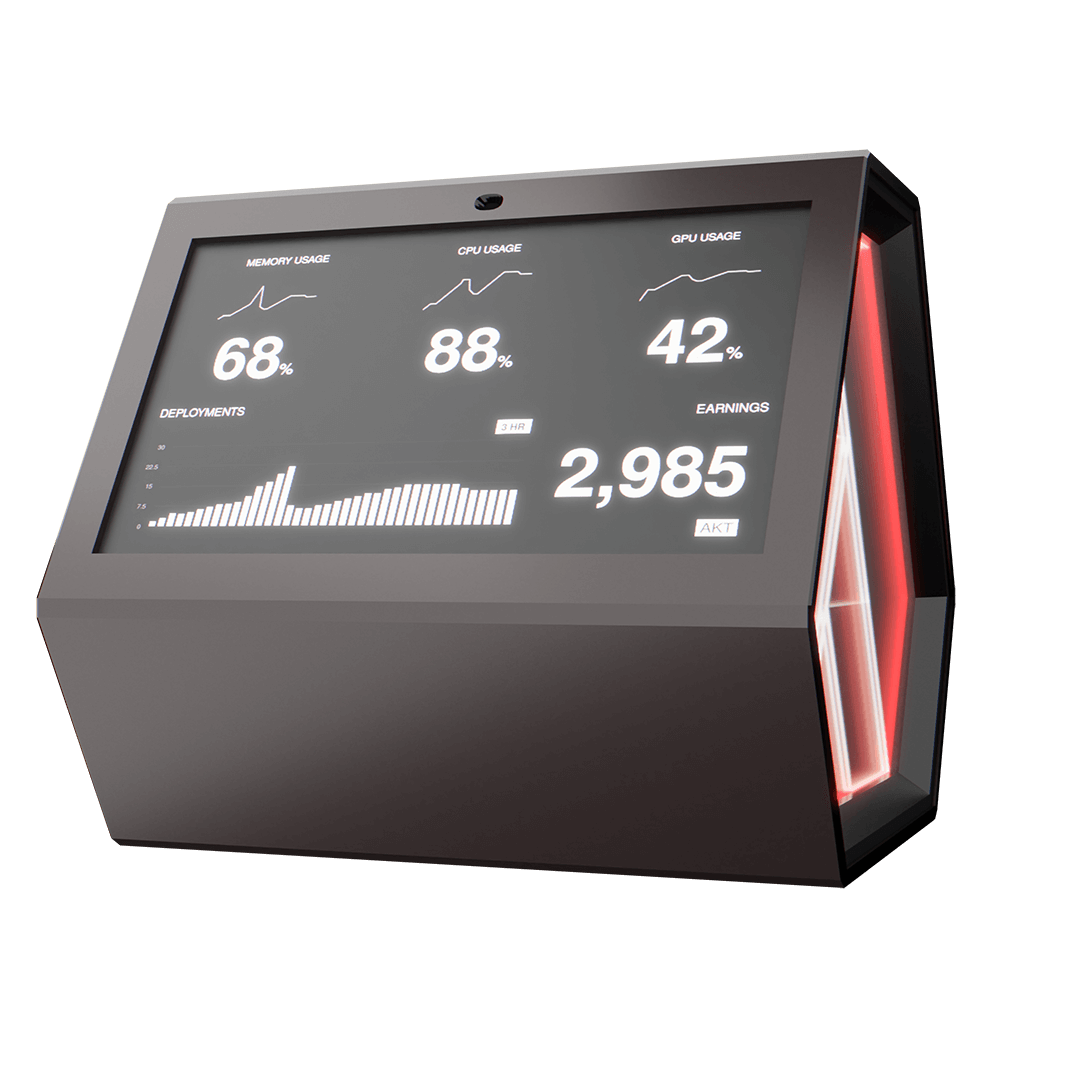 MEMORY USAGE
CPU USAGE
GPU USAGE
68%
88%
42%
DEPLOYMENTS
3 HR
EARNINGS
30
22.5
15
7.5
0
2,985
AKT